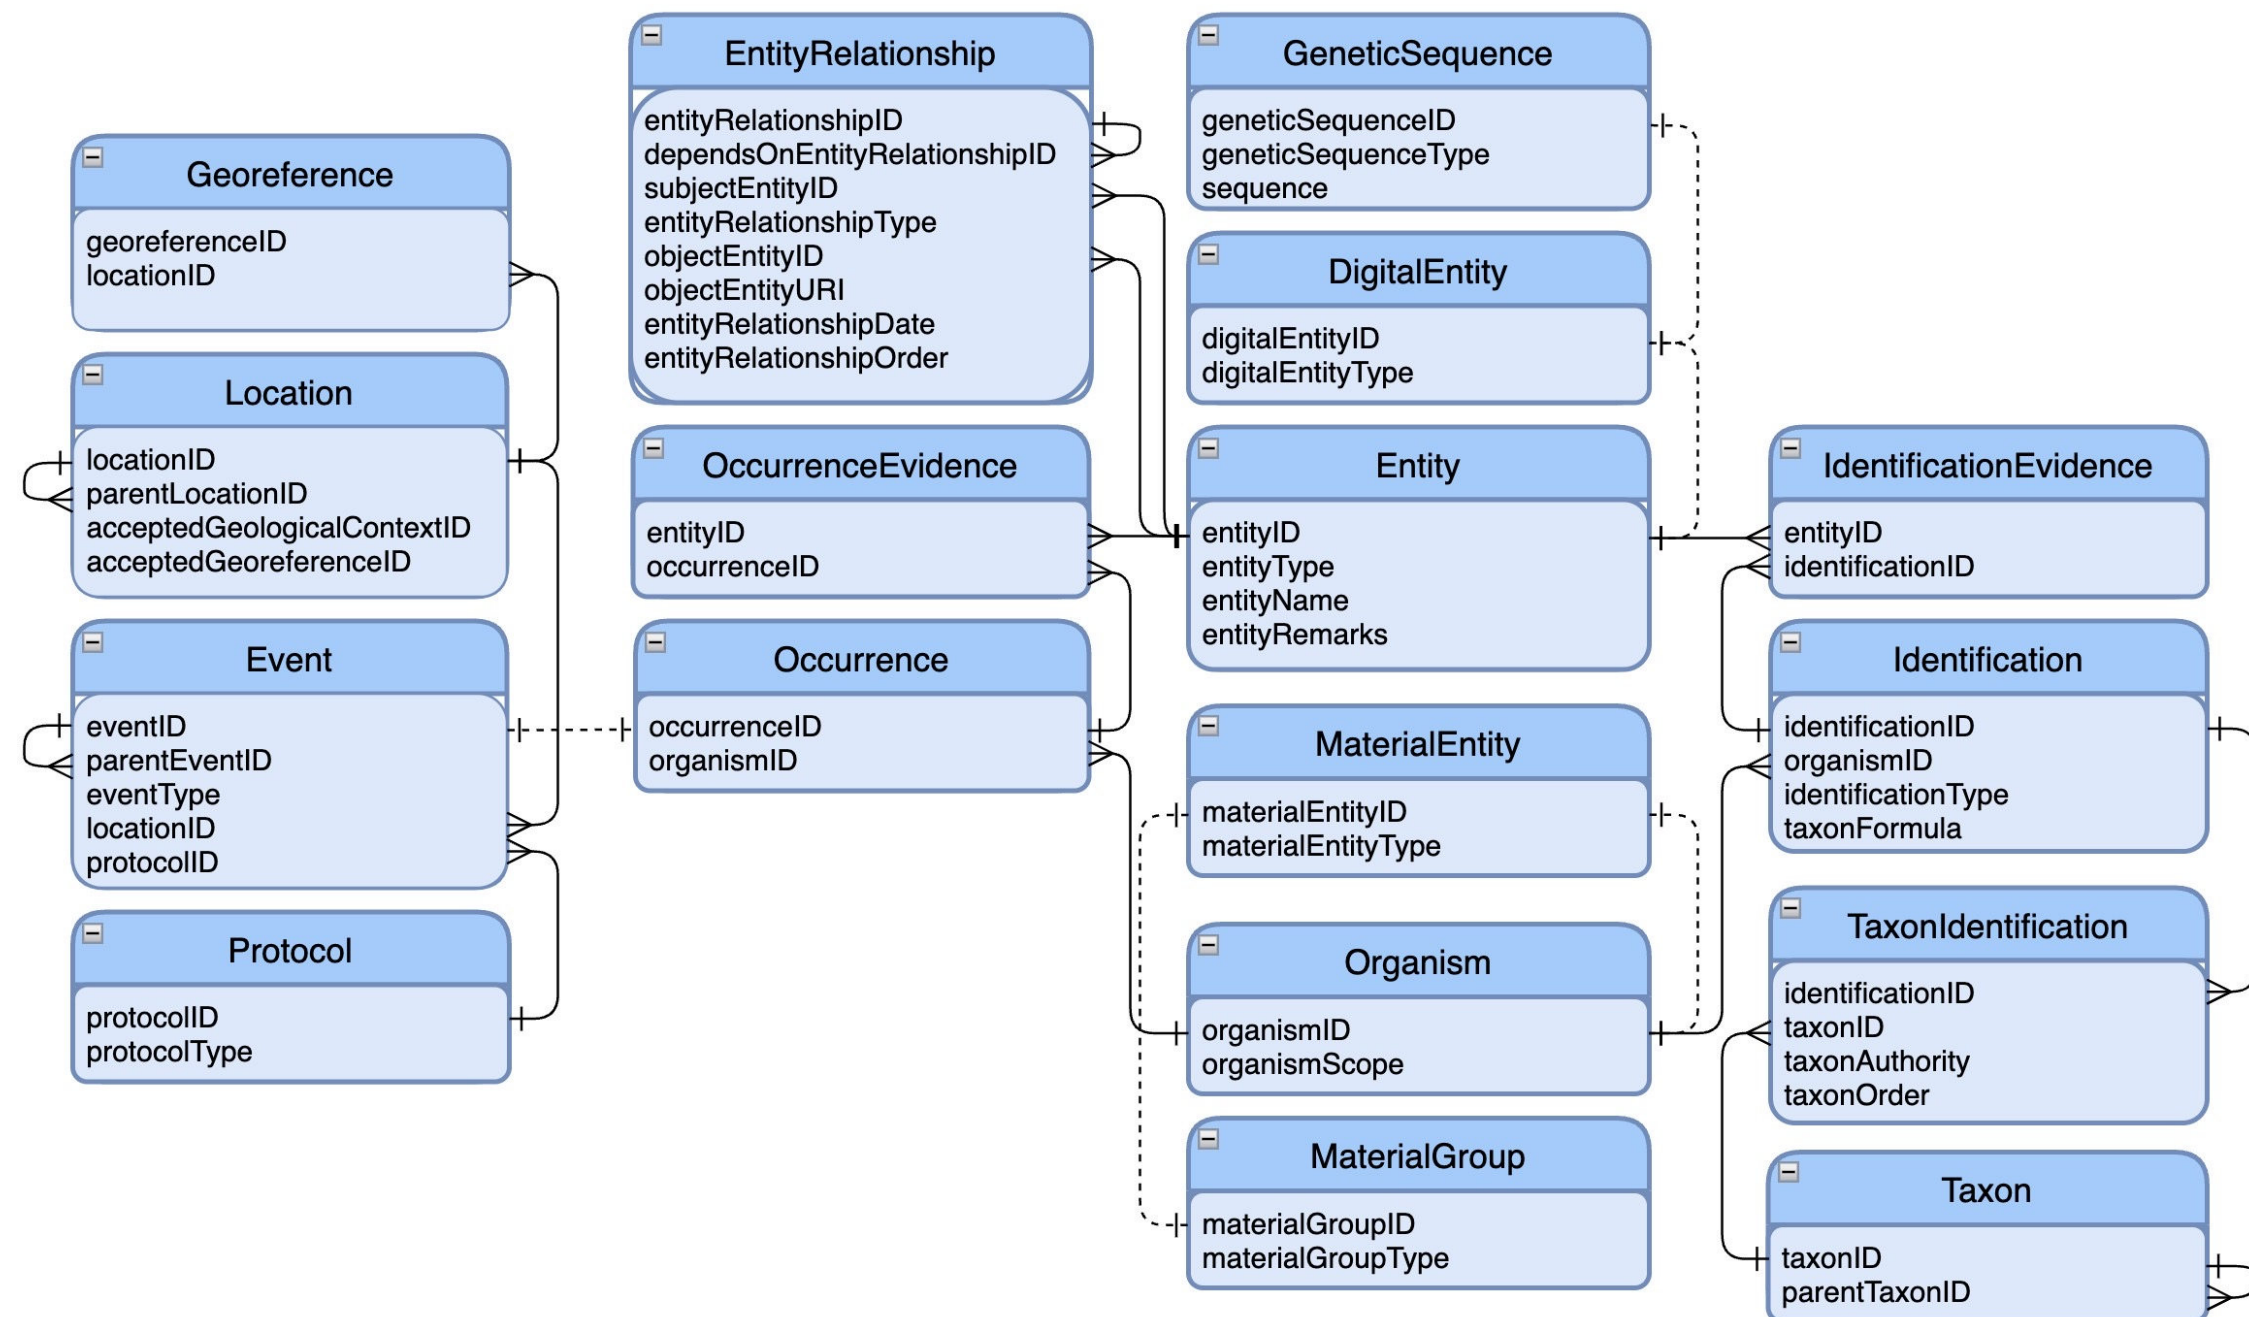 Georeference
georeferenceID
locationID
Location
locationID
parentLocationID
acceptedGeologicalContextID
acceptedGeoreferenceID
Event
eventID
parentEventID
eventType
locationID
protocolID
Protocol
protocolID
protocolType
EntityRelationship
entityRelationshipID
dependsOnEntityRelationshipID
subjectEntityID
entityRelationshipType
objectEntityID
objectEntityURI
entityRelationshipDate
entityRelationshipOrder
OccurrenceEvidence
entityID
occurrenceID
Occurrence
occurrenceID
organismID
GeneticSequence
geneticSequenceID
geneticSequenceType
sequence
DigitalEntity
digitalEntityID
digitalEntityType
Entity
entityID
entityType
entityName
entityRemarks
MaterialEntity
materialEntityID
materialEntityType
Organism
organismID
organismScope
MaterialGroup
materialGroupID
materialGroupType
IdentificationEvidence
entityID
identificationID
Identification
identificationID
organismID
identificationType
taxonFormula
TaxonIdentification
identificationID
taxonID
taxonAuthority
taxonOrder
Taxon
taxonID
parentTaxonID